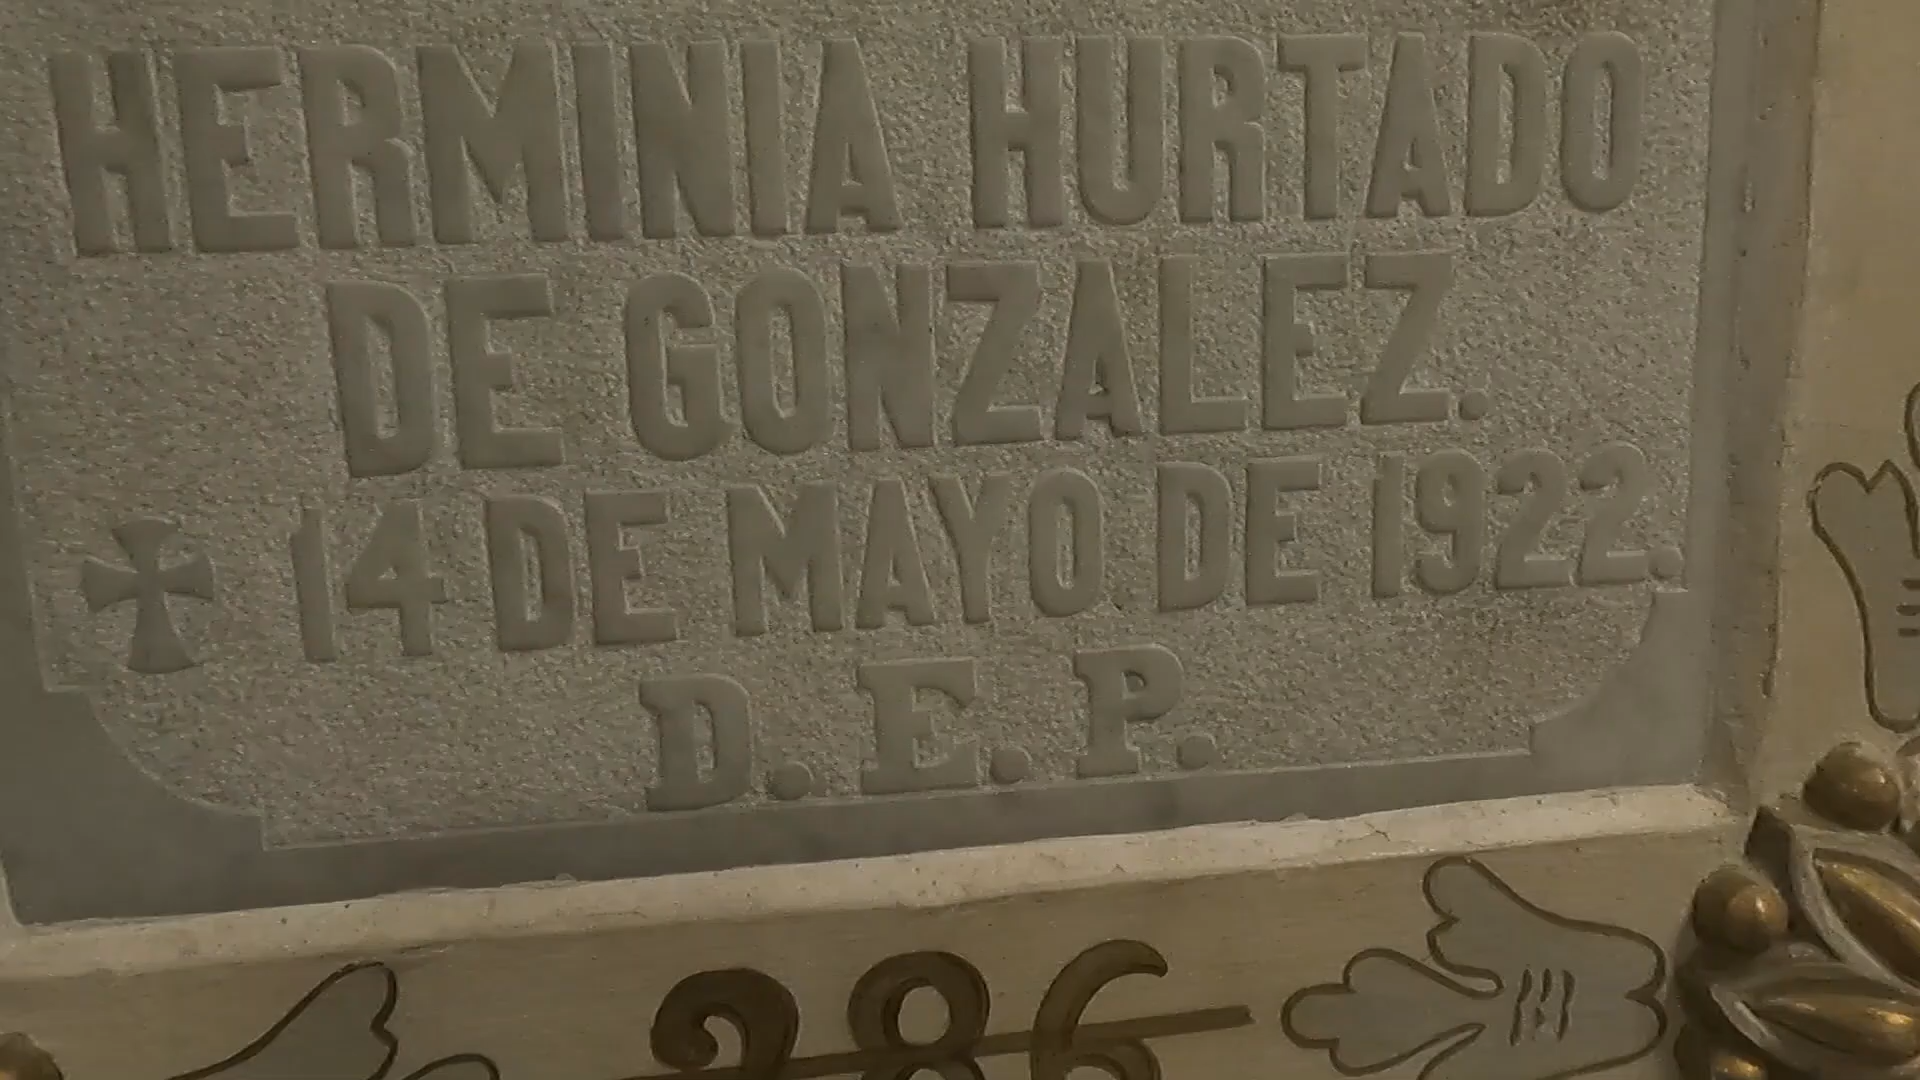 HERMINIA HURTADO
DE GONZALEZ.
✠ 14 DE MAYO DE 1922.
D. E. P.
286